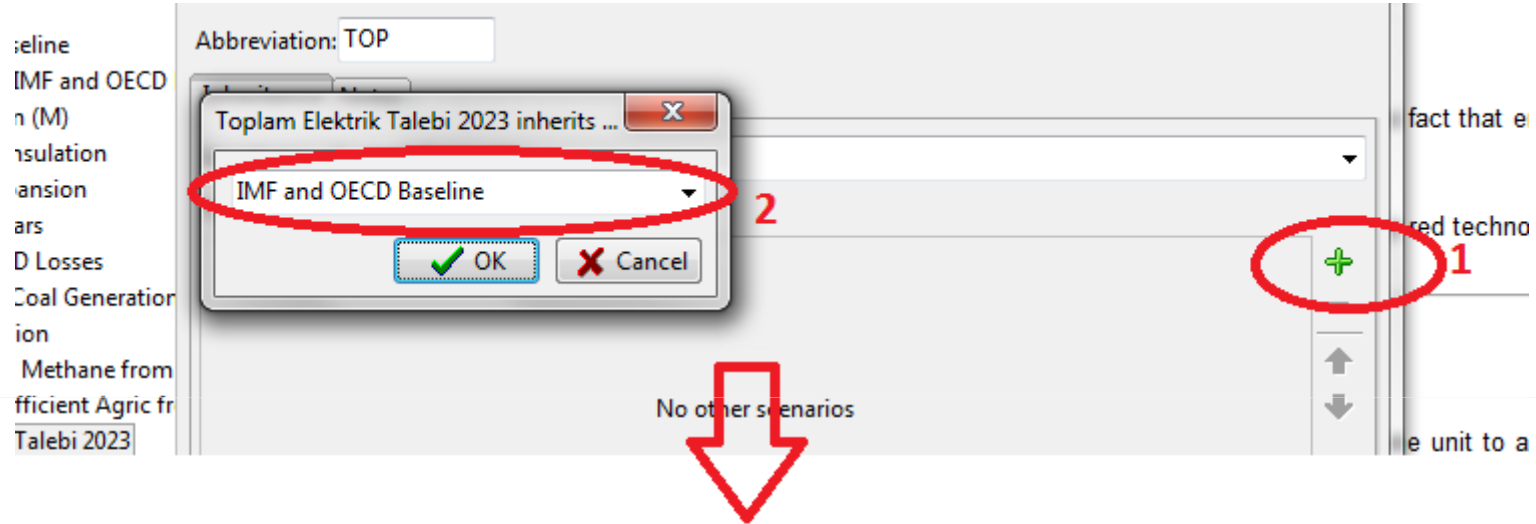 seline
IMF and OECD
n (M)
nsulation
ansion
ars
D Losses
Coal Generation
ion
Methane from
fficient Agric fr
Talebi 2023
Abbreviation: TOP
Toplam Elektrik Talebi 2023 inherits ...
IMF and OECD Baseline
2
OK
Cancel
No other scenarios
1
fact that e
red techno
e unit to a